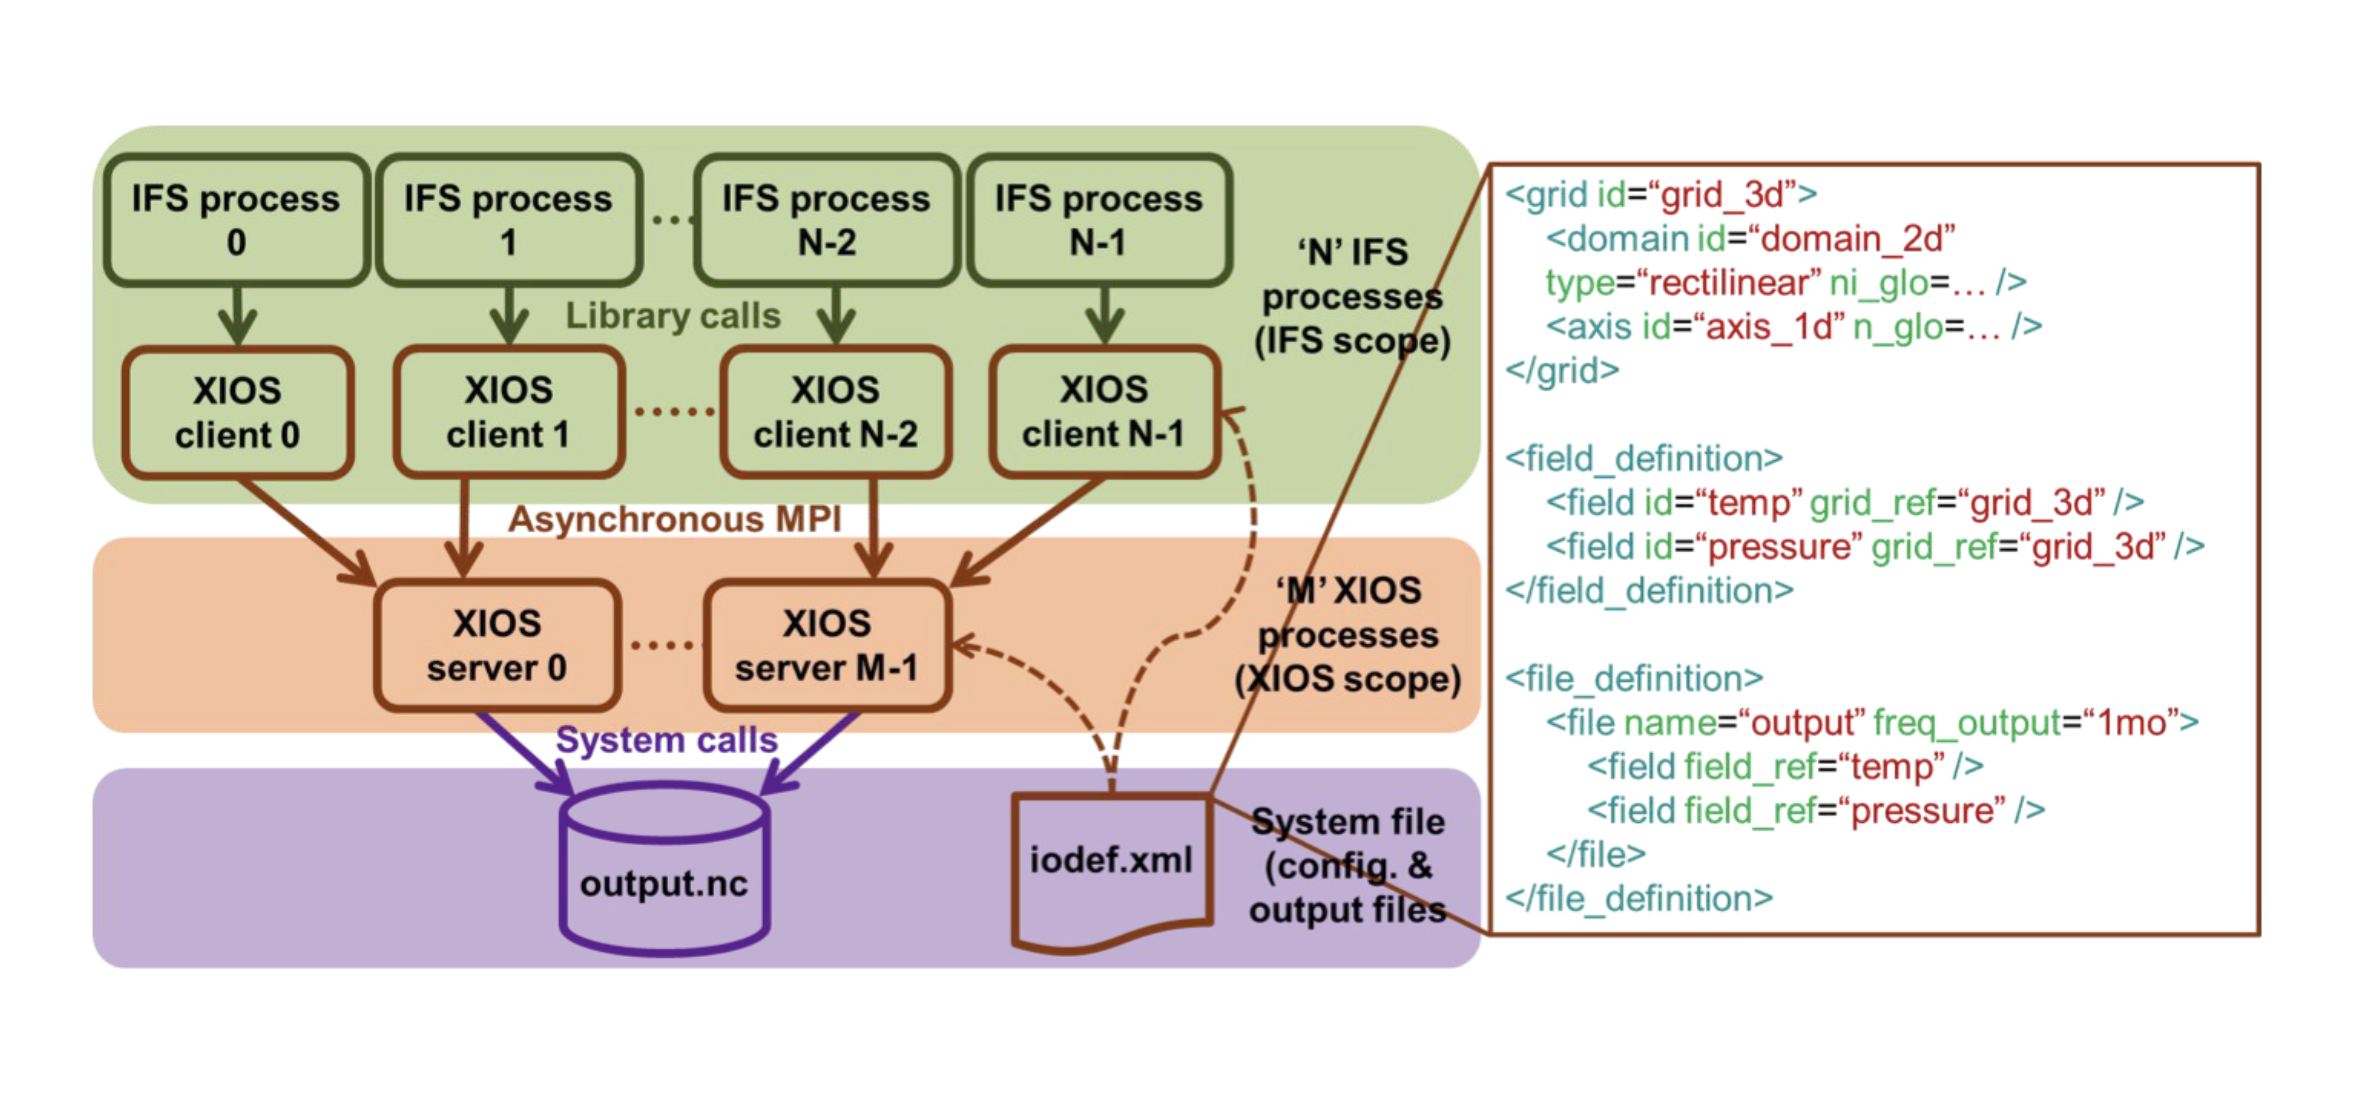 IFS process
0
IFS process
1
IFS process
N-2
IFS process
N-1
‘N’ IFS
processes
(IFS scope)
Library calls
XIOS
client 0
XIOS
client 1
XIOS
client N-2
XIOS
client N-1
Asynchronous MPI
XIOS
server 0
XIOS
server M-1
‘M’ XIOS
processes
(XIOS scope)
System calls
output.nc
iodef.xml
System file
(config. &
output files
<grid id=“grid_3d”>
<domain id=“domain_2d”
type=“rectilinear” ni_glo=… />
<axis id=“axis_1d” n_glo=… />
</grid>
<field_definition>
<field id=“temp” grid_ref=“grid_3d” />
<field id=“pressure” grid_ref=“grid_3d” />
</field_definition>
<file_definition>
<file name=“output” freq_output=“1mo”>
<field field_ref=“temp” />
<field field_ref=“pressure” />
</file>
</file_definition>